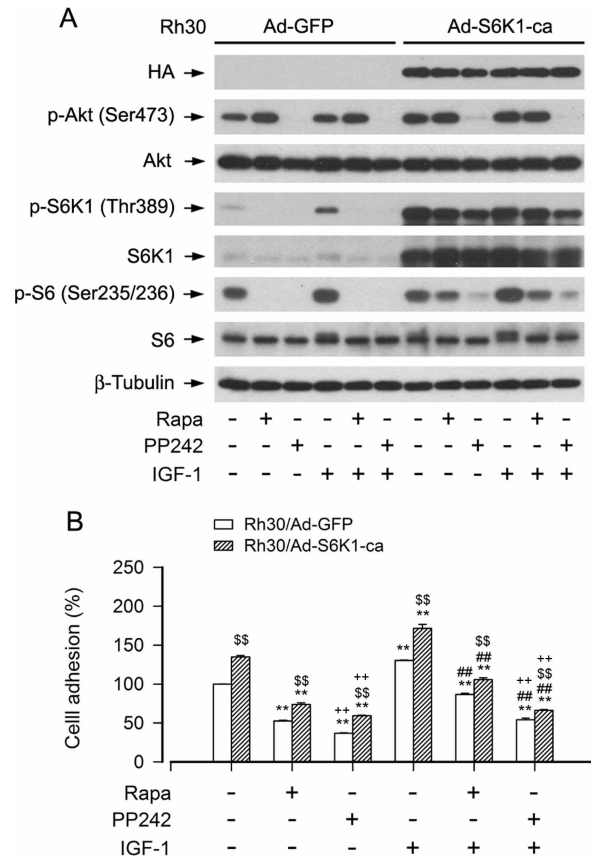 A
Rh30 Ad-GFP Ad-S6K1-ca
HA
p-Akt (Ser473)
Akt
p-S6K1 (Thr389)
S6K1
p-S6 (Ser235/236)
S6
β-Tubulin
Rapa - + - - + - - + - - + -
PP242 - - + - - + - - + - - +
IGF-1 - - - + + + - - - + + +
B
Rh30/Ad-GFP
Rh30/Ad-S6K1-ca
Celll adhesion (%)
250
200
150
100
50
0
$$
**
$$
**
++
**
++
$$
**
**
$$
**
##
**
$$
##
**
++
##
**
++
$$
##
**
Rapa - + - - + -
PP242 - - + - - +
IGF-1 - - - + + +